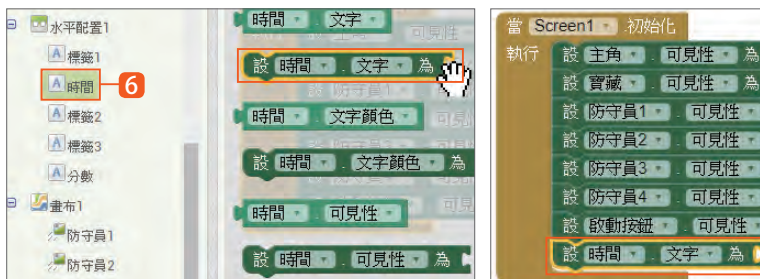 水平配置1
標籤1
時間
6
標籤2
標籤3
分數
畫布1
防守員1
防守員2
時間 . 文字
設 時間 . 文字 為
時間 . 文字顏色
設 時間 . 文字顏色 為
時間 . 可見性
設 時間 . 可見性 為
當 Screen1 .初始化
執行 設 主角 . 可見性 為
設 寶藏 . 可見性 為
設 防守員1 . 可見性
設 防守員2 . 可見性
設 防守員3 . 可見性
設 防守員4 . 可見性
設 啟動按鈕 . 可見性
設 時間 . 文字 為